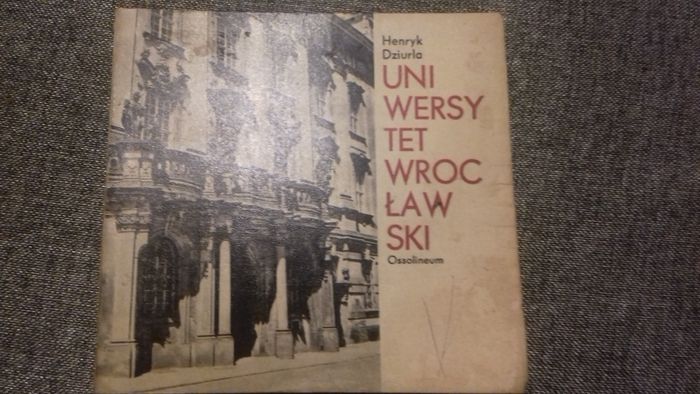 Henryk
Dziurla
UNI
WERSY
TET
WROC
ŁAW
SKI
Ossolineum